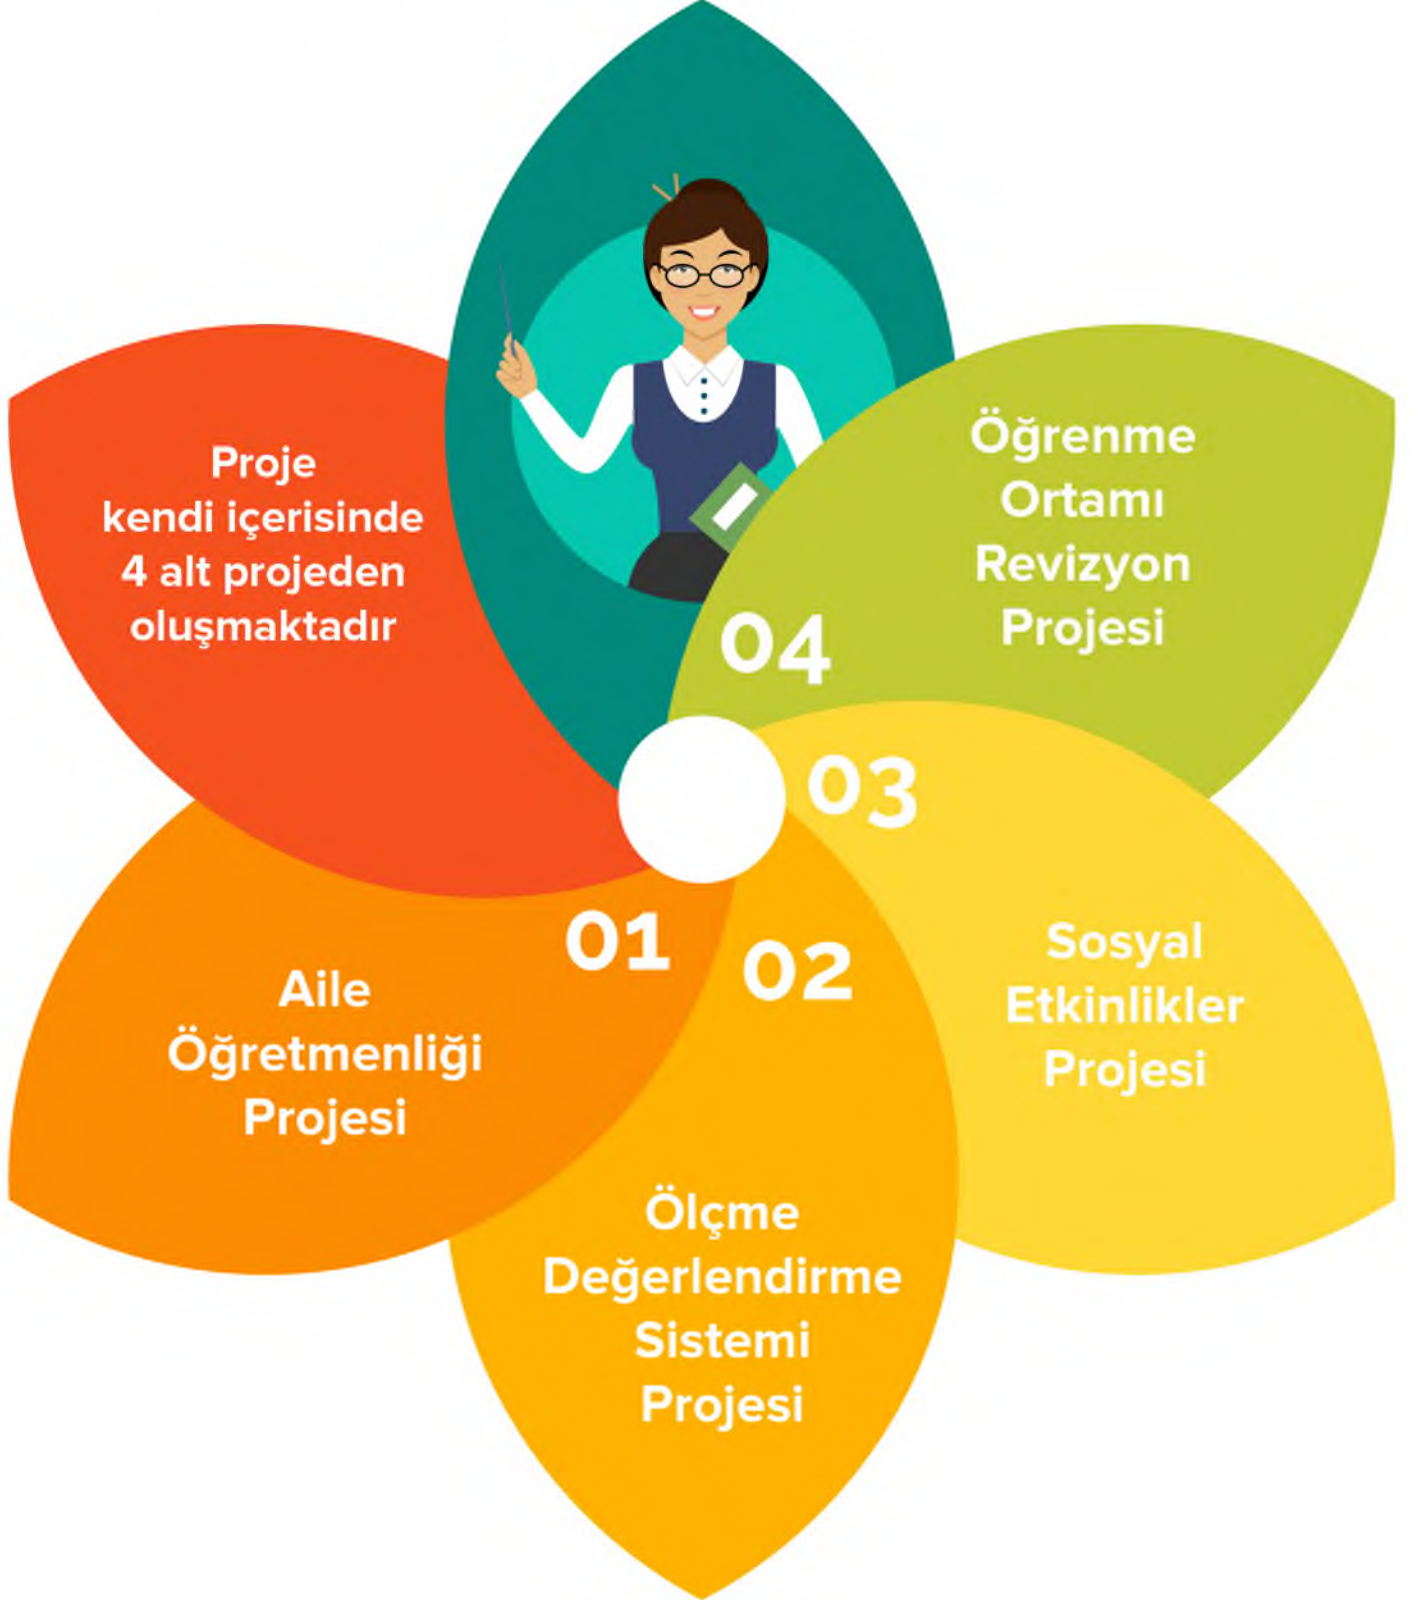 Proje
kendi içerisinde
4 alt projeden
oluşmaktadır
01
Aile
Öğretmenliği
Projesi
02
Ölçme
Değerlendirme
Sistemi
Projesi
03
Sosyal
Etkinlikler
Projesi
04
Öğrenme
Ortamı
Revizyon
Projesi